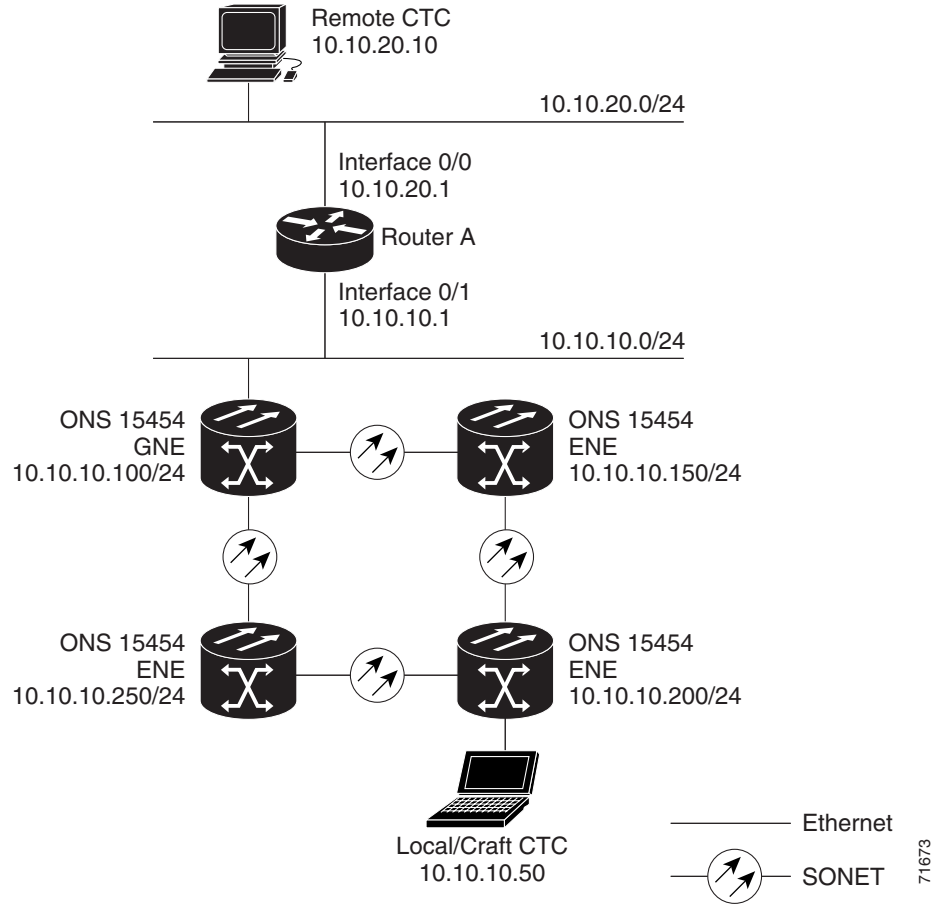 Remote CTC
10.10.20.10
10.10.20.0/24
Interface 0/0
10.10.20.1
Router A
Interface 0/1
10.10.10.1
10.10.10.0/24
ONS 15454
GNE
10.10.10.100/24
ONS 15454
ENE
10.10.10.150/24
ONS 15454
ENE
10.10.10.250/24
ONS 15454
ENE
10.10.10.200/24
Local/Craft CTC
10.10.10.50
Ethernet
SONET
71673